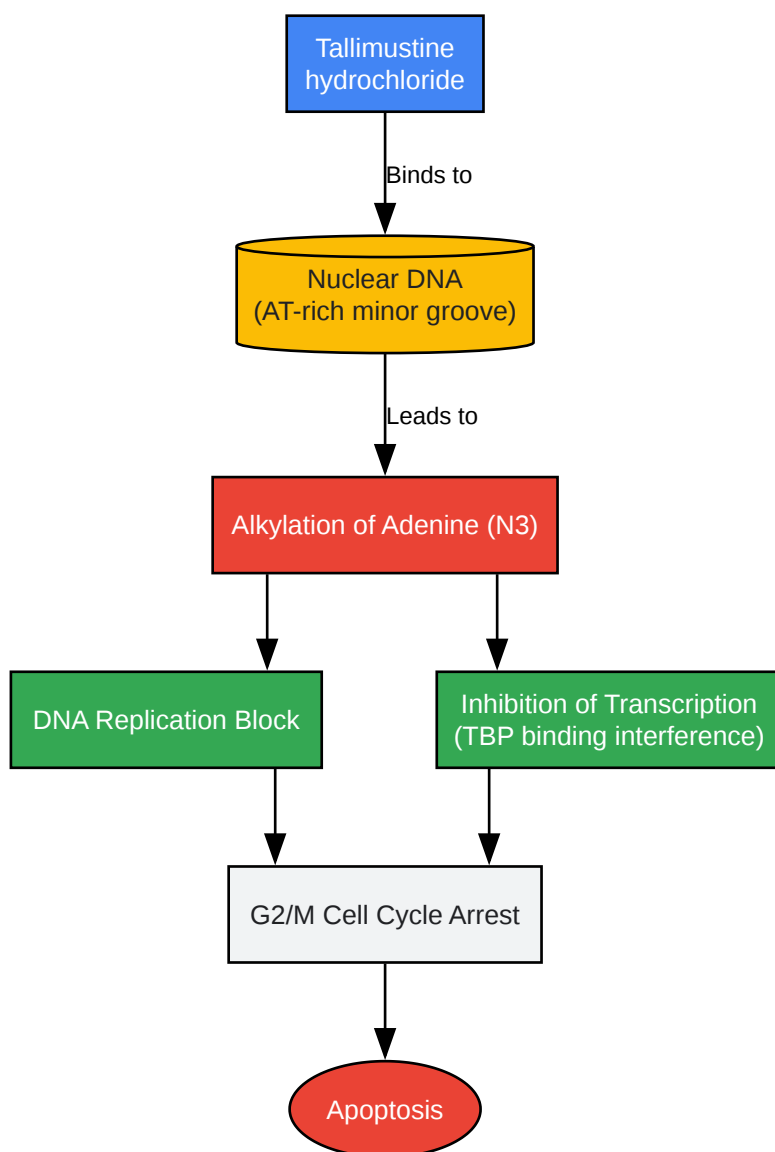 Tallimustine
hydrochloride
Binds to
Nuclear DNA
(AT-rich minor groove)
Leads to
Alkylation of Adenine (N3)
DNA Replication Block
Inhibition of Transcription
(TBP binding interference)
G2/M Cell Cycle Arrest
Apoptosis